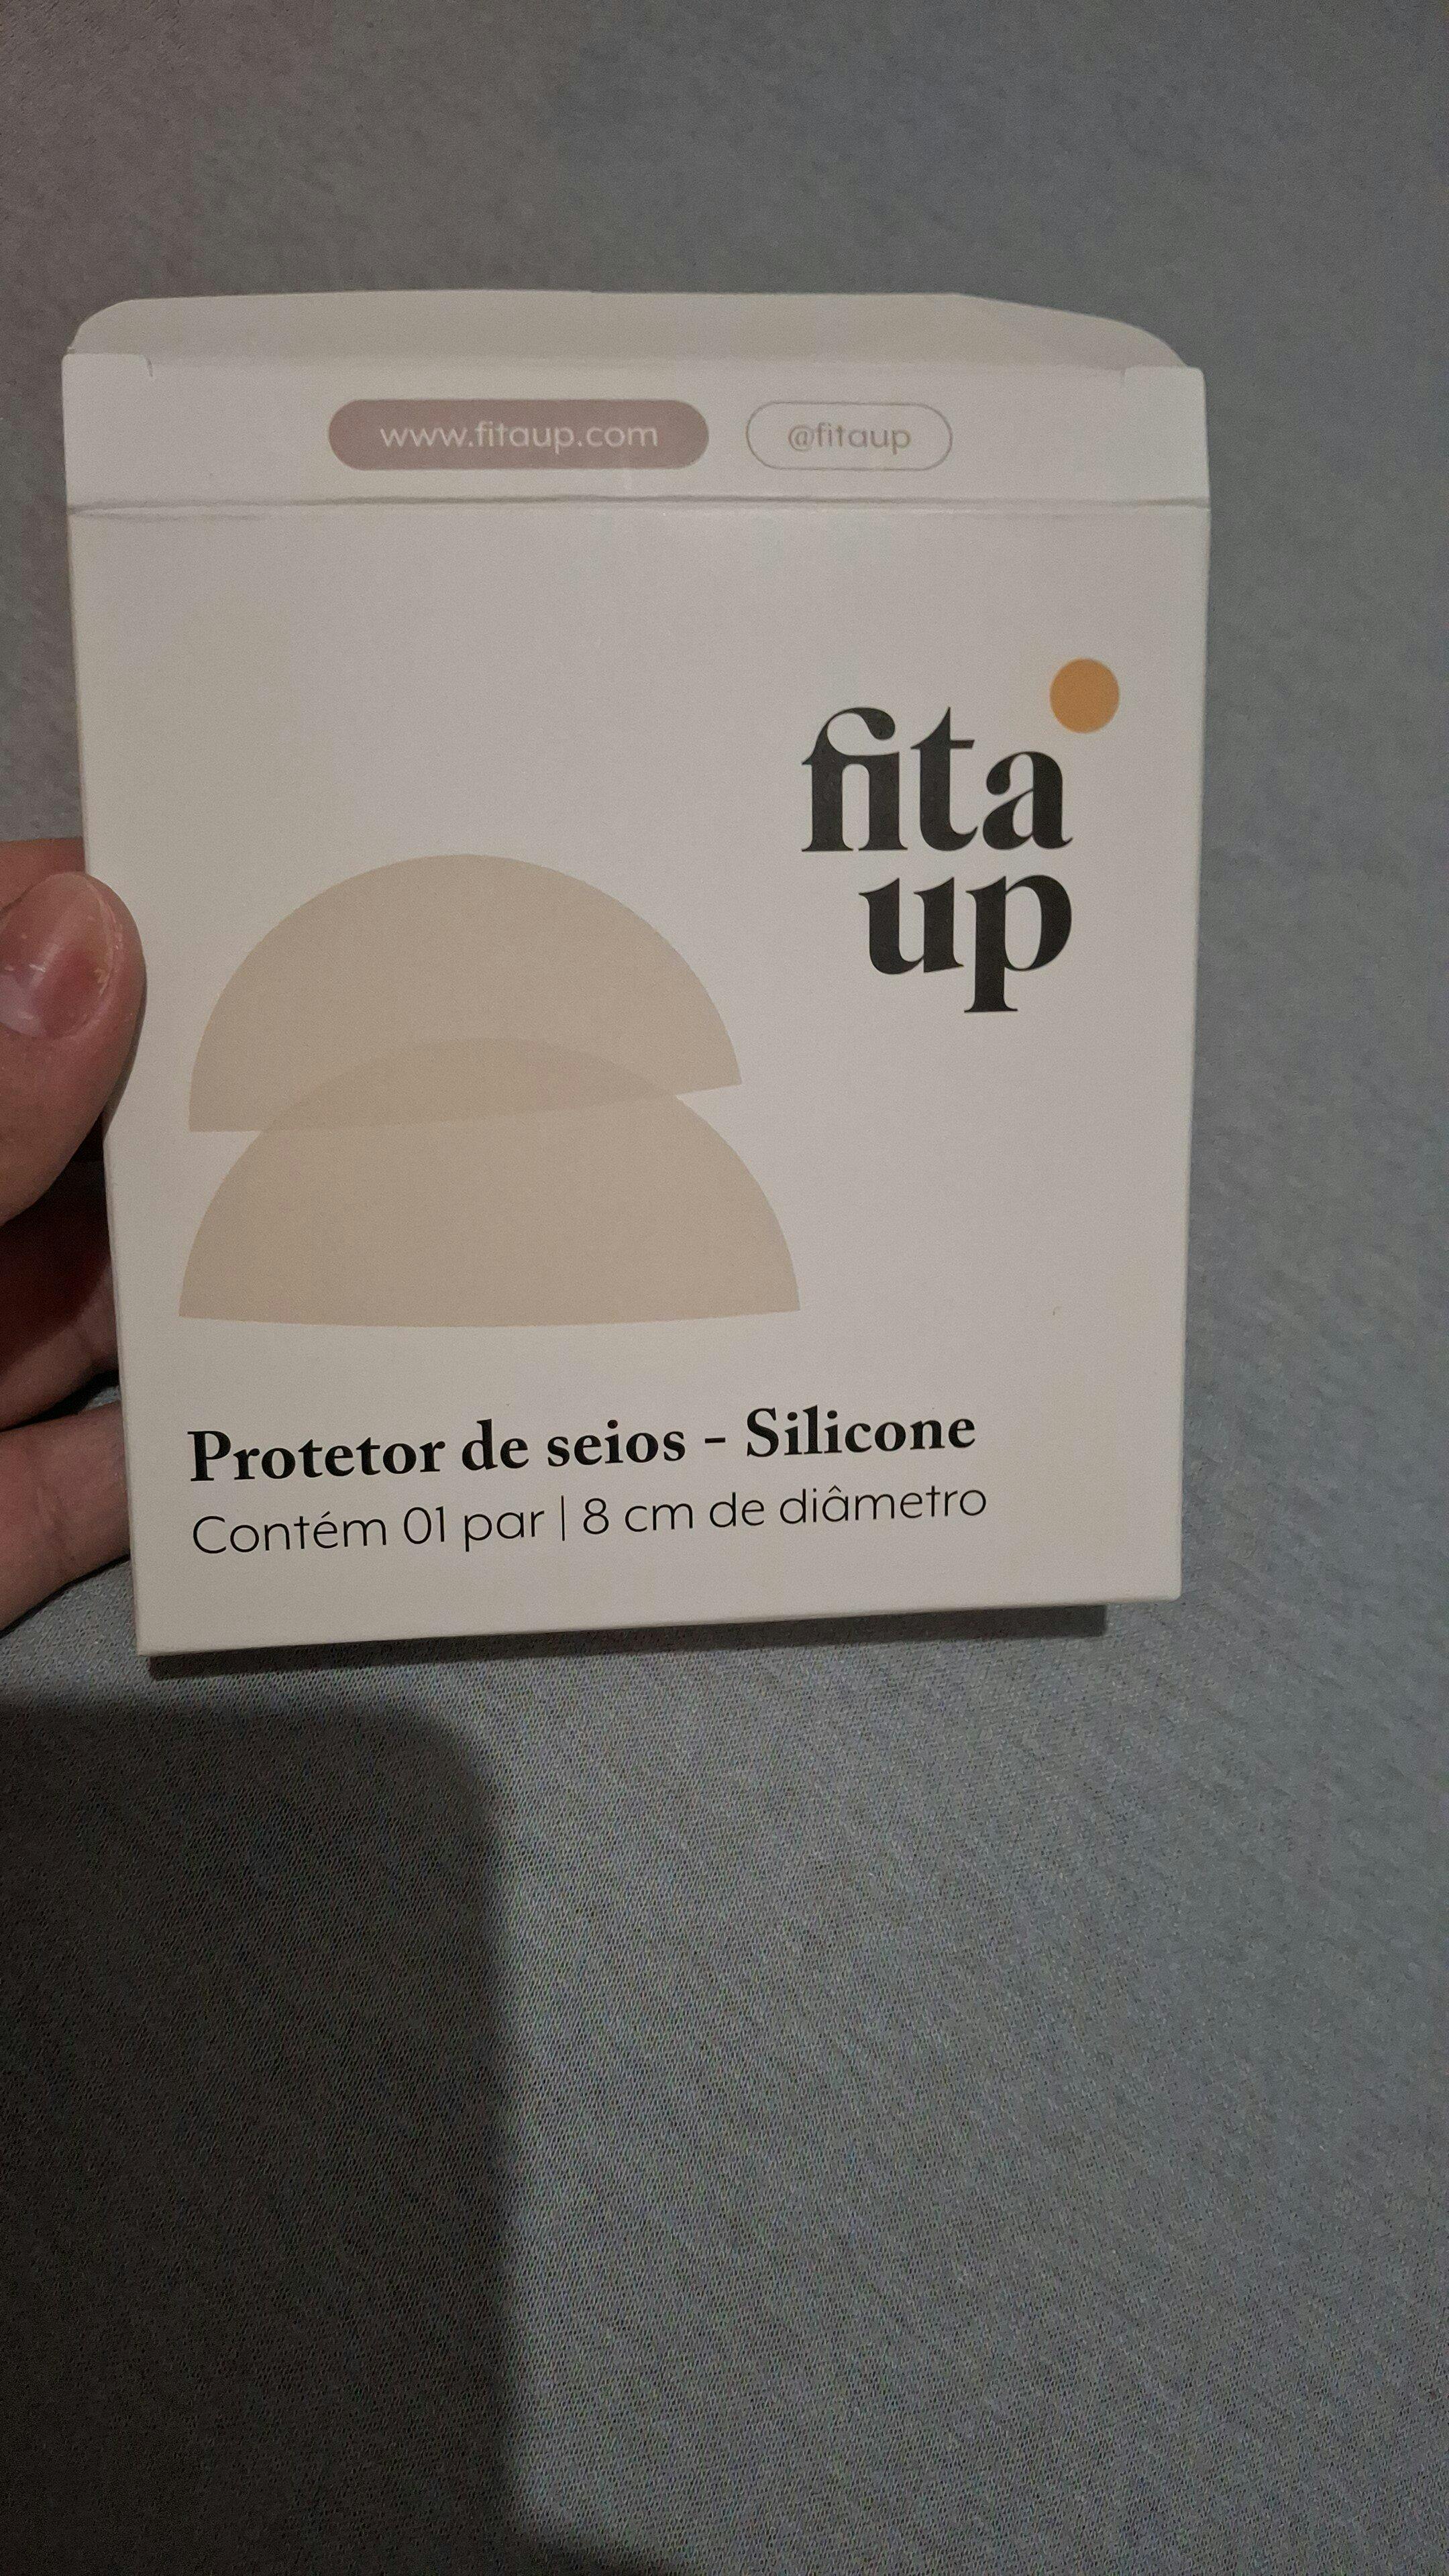 www.fitaup.com @fitaup
fita
up
Protetor de seios - Silicone
Contém 01 par | 8 cm de diâmetro